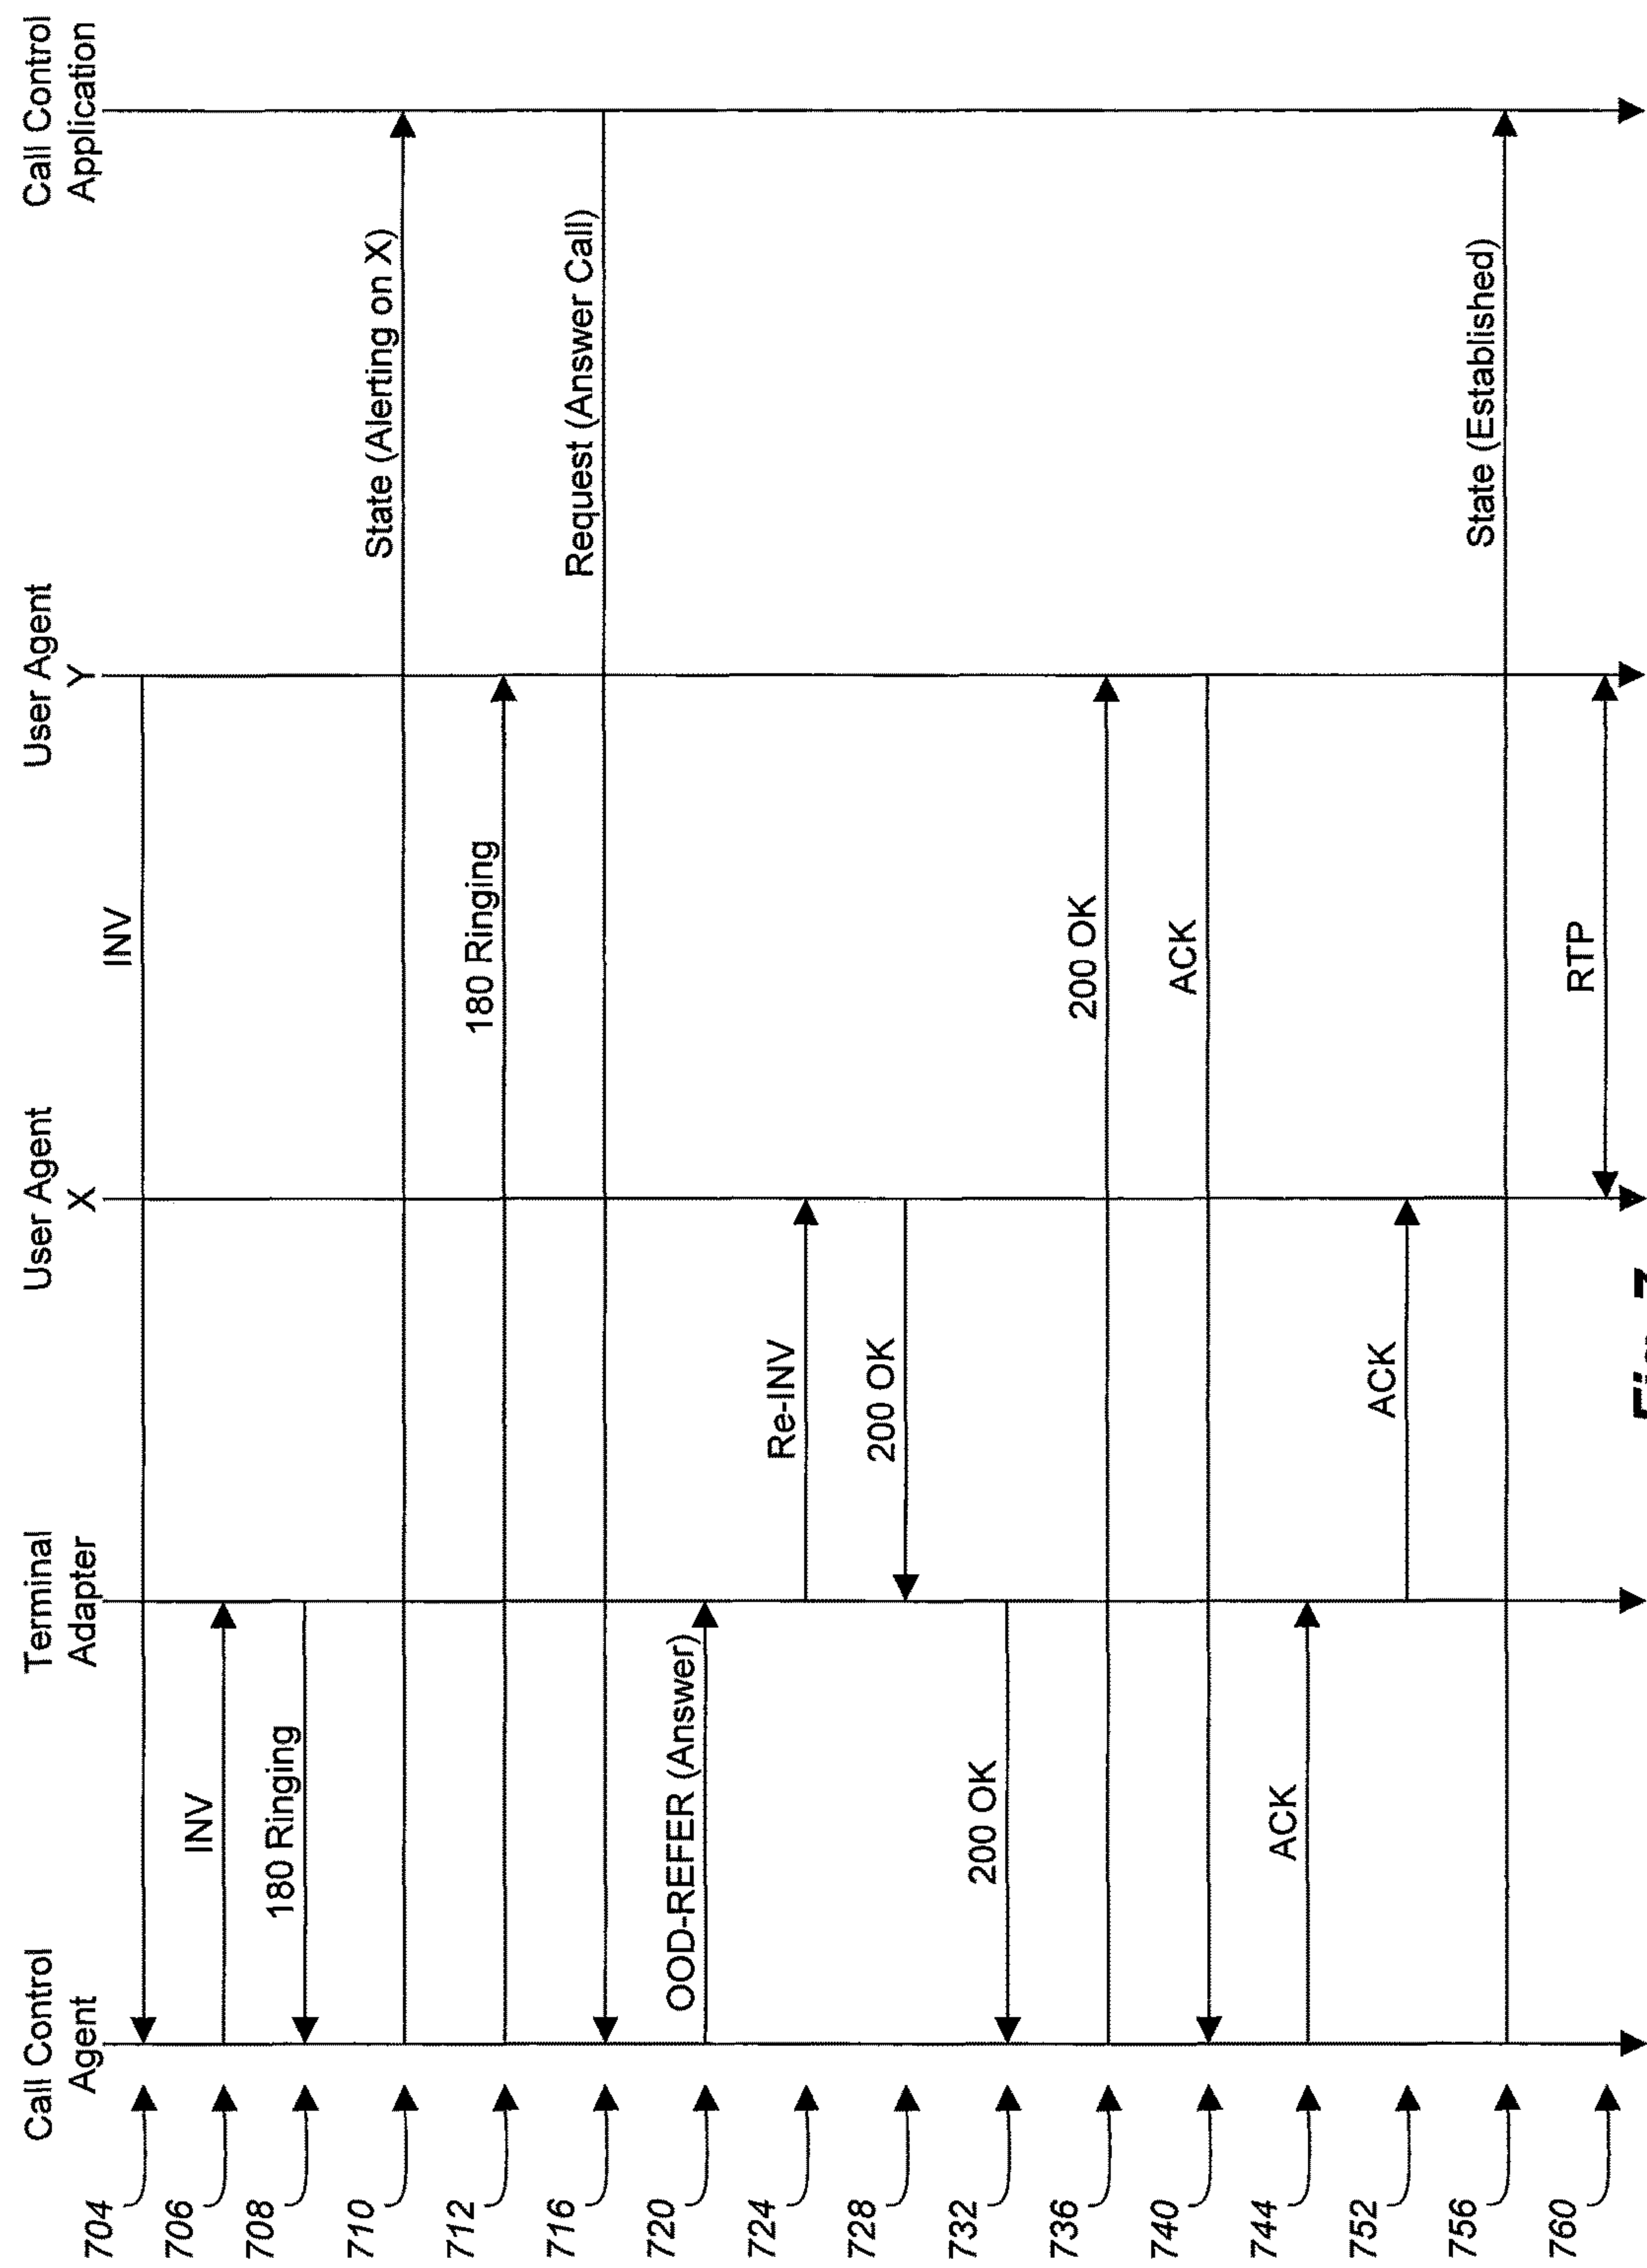 Call Control
Agent
Terminal
Adapter
User Agent
X
User Agent
Y
Call Control
Application
704
INV
706
INV
708
180 Ringing
710
State (Alerting on X)
712
180 Ringing
716
Request (Answer Call)
720
OOD-REFER (Answer)
724
Re-INV
728
200 OK
732
200 OK
736
200 OK
740
ACK
744
ACK
752
ACK
756
State (Established)
760
RTP